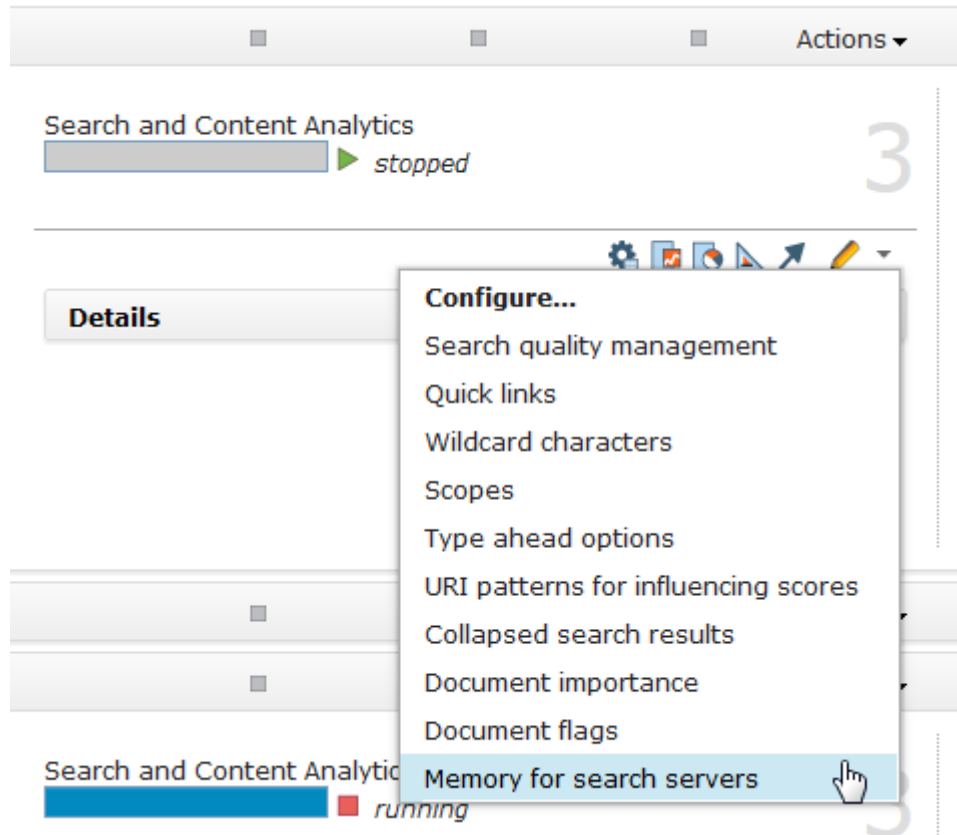 Actions
Search and Content Analytics
stopped
3
Details
Configure...
Search quality management
Quick links
Wildcard characters
Scopes
Type ahead options
URI patterns for influencing scores
Collapsed search results
Document importance
Document flags
Memory for search servers
Search and Content Analytic
running
3